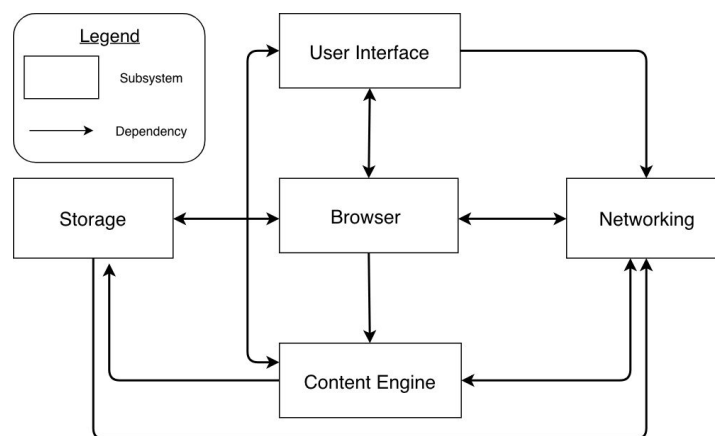 Legend
Subsystem
Dependency
User Interface
Storage
Browser
Networking
Content Engine